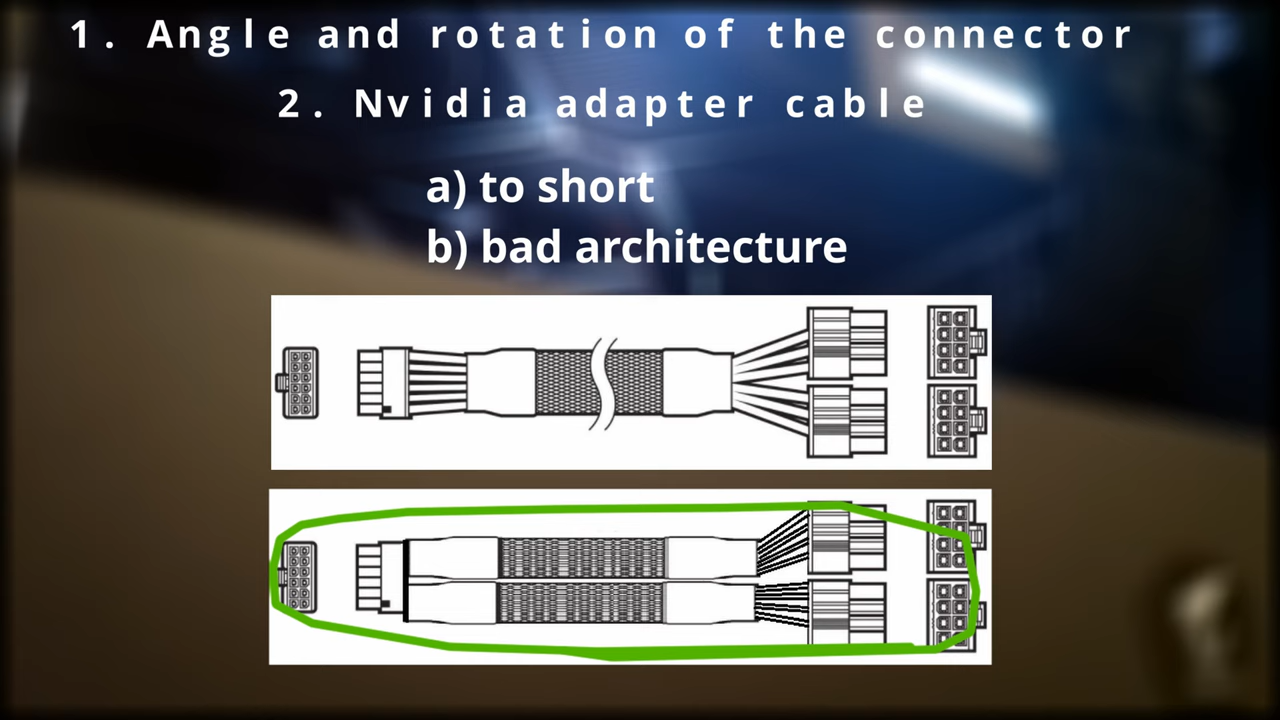 1. Angle and rotation of the connector
2. Nvidia adapter cable
a) to short
b) bad architecture